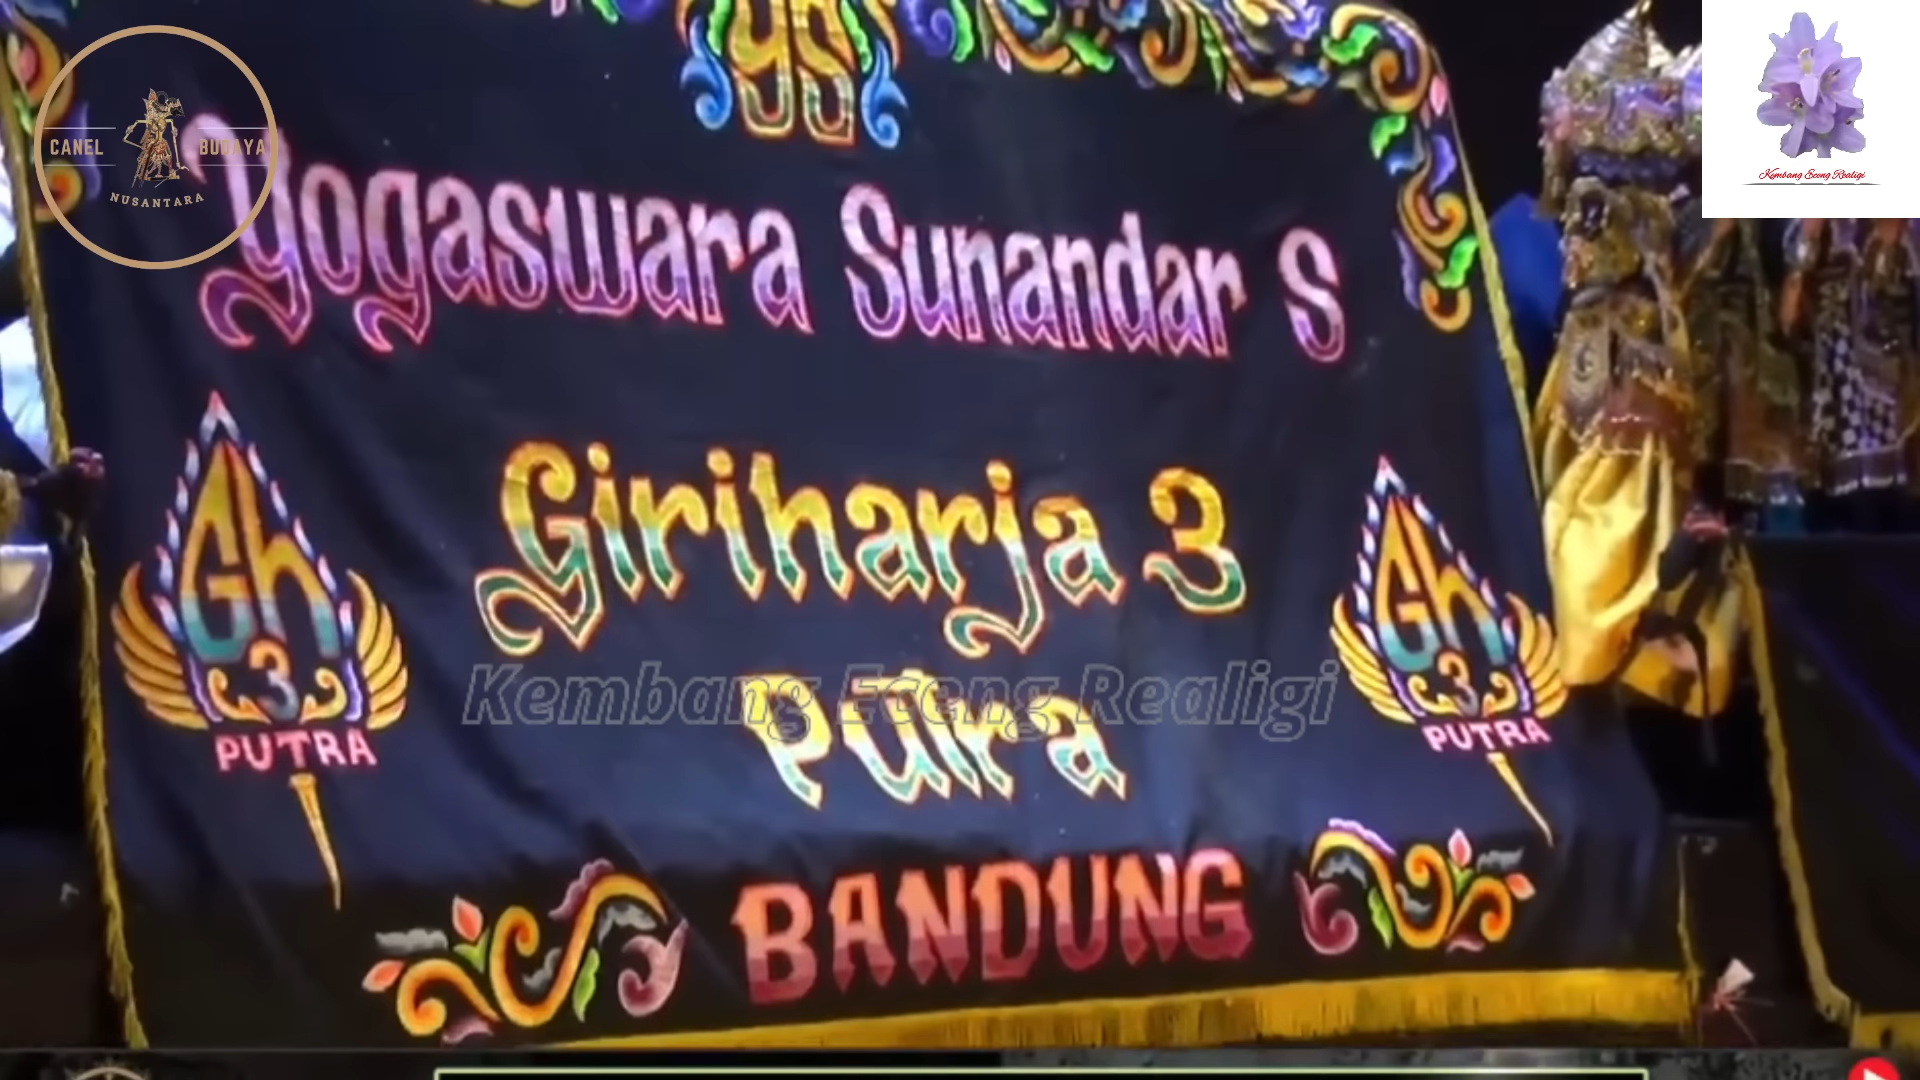 ys
CANEL BUDAYA
NUSANTARA
Kembang Eceng Realigi
Yogaswara Sunandar S
Giriharja 3
Putra
Gh
3
PUTRA
Gh
3
PUTRA
Kembang Eceng Realigi
BANDUNG